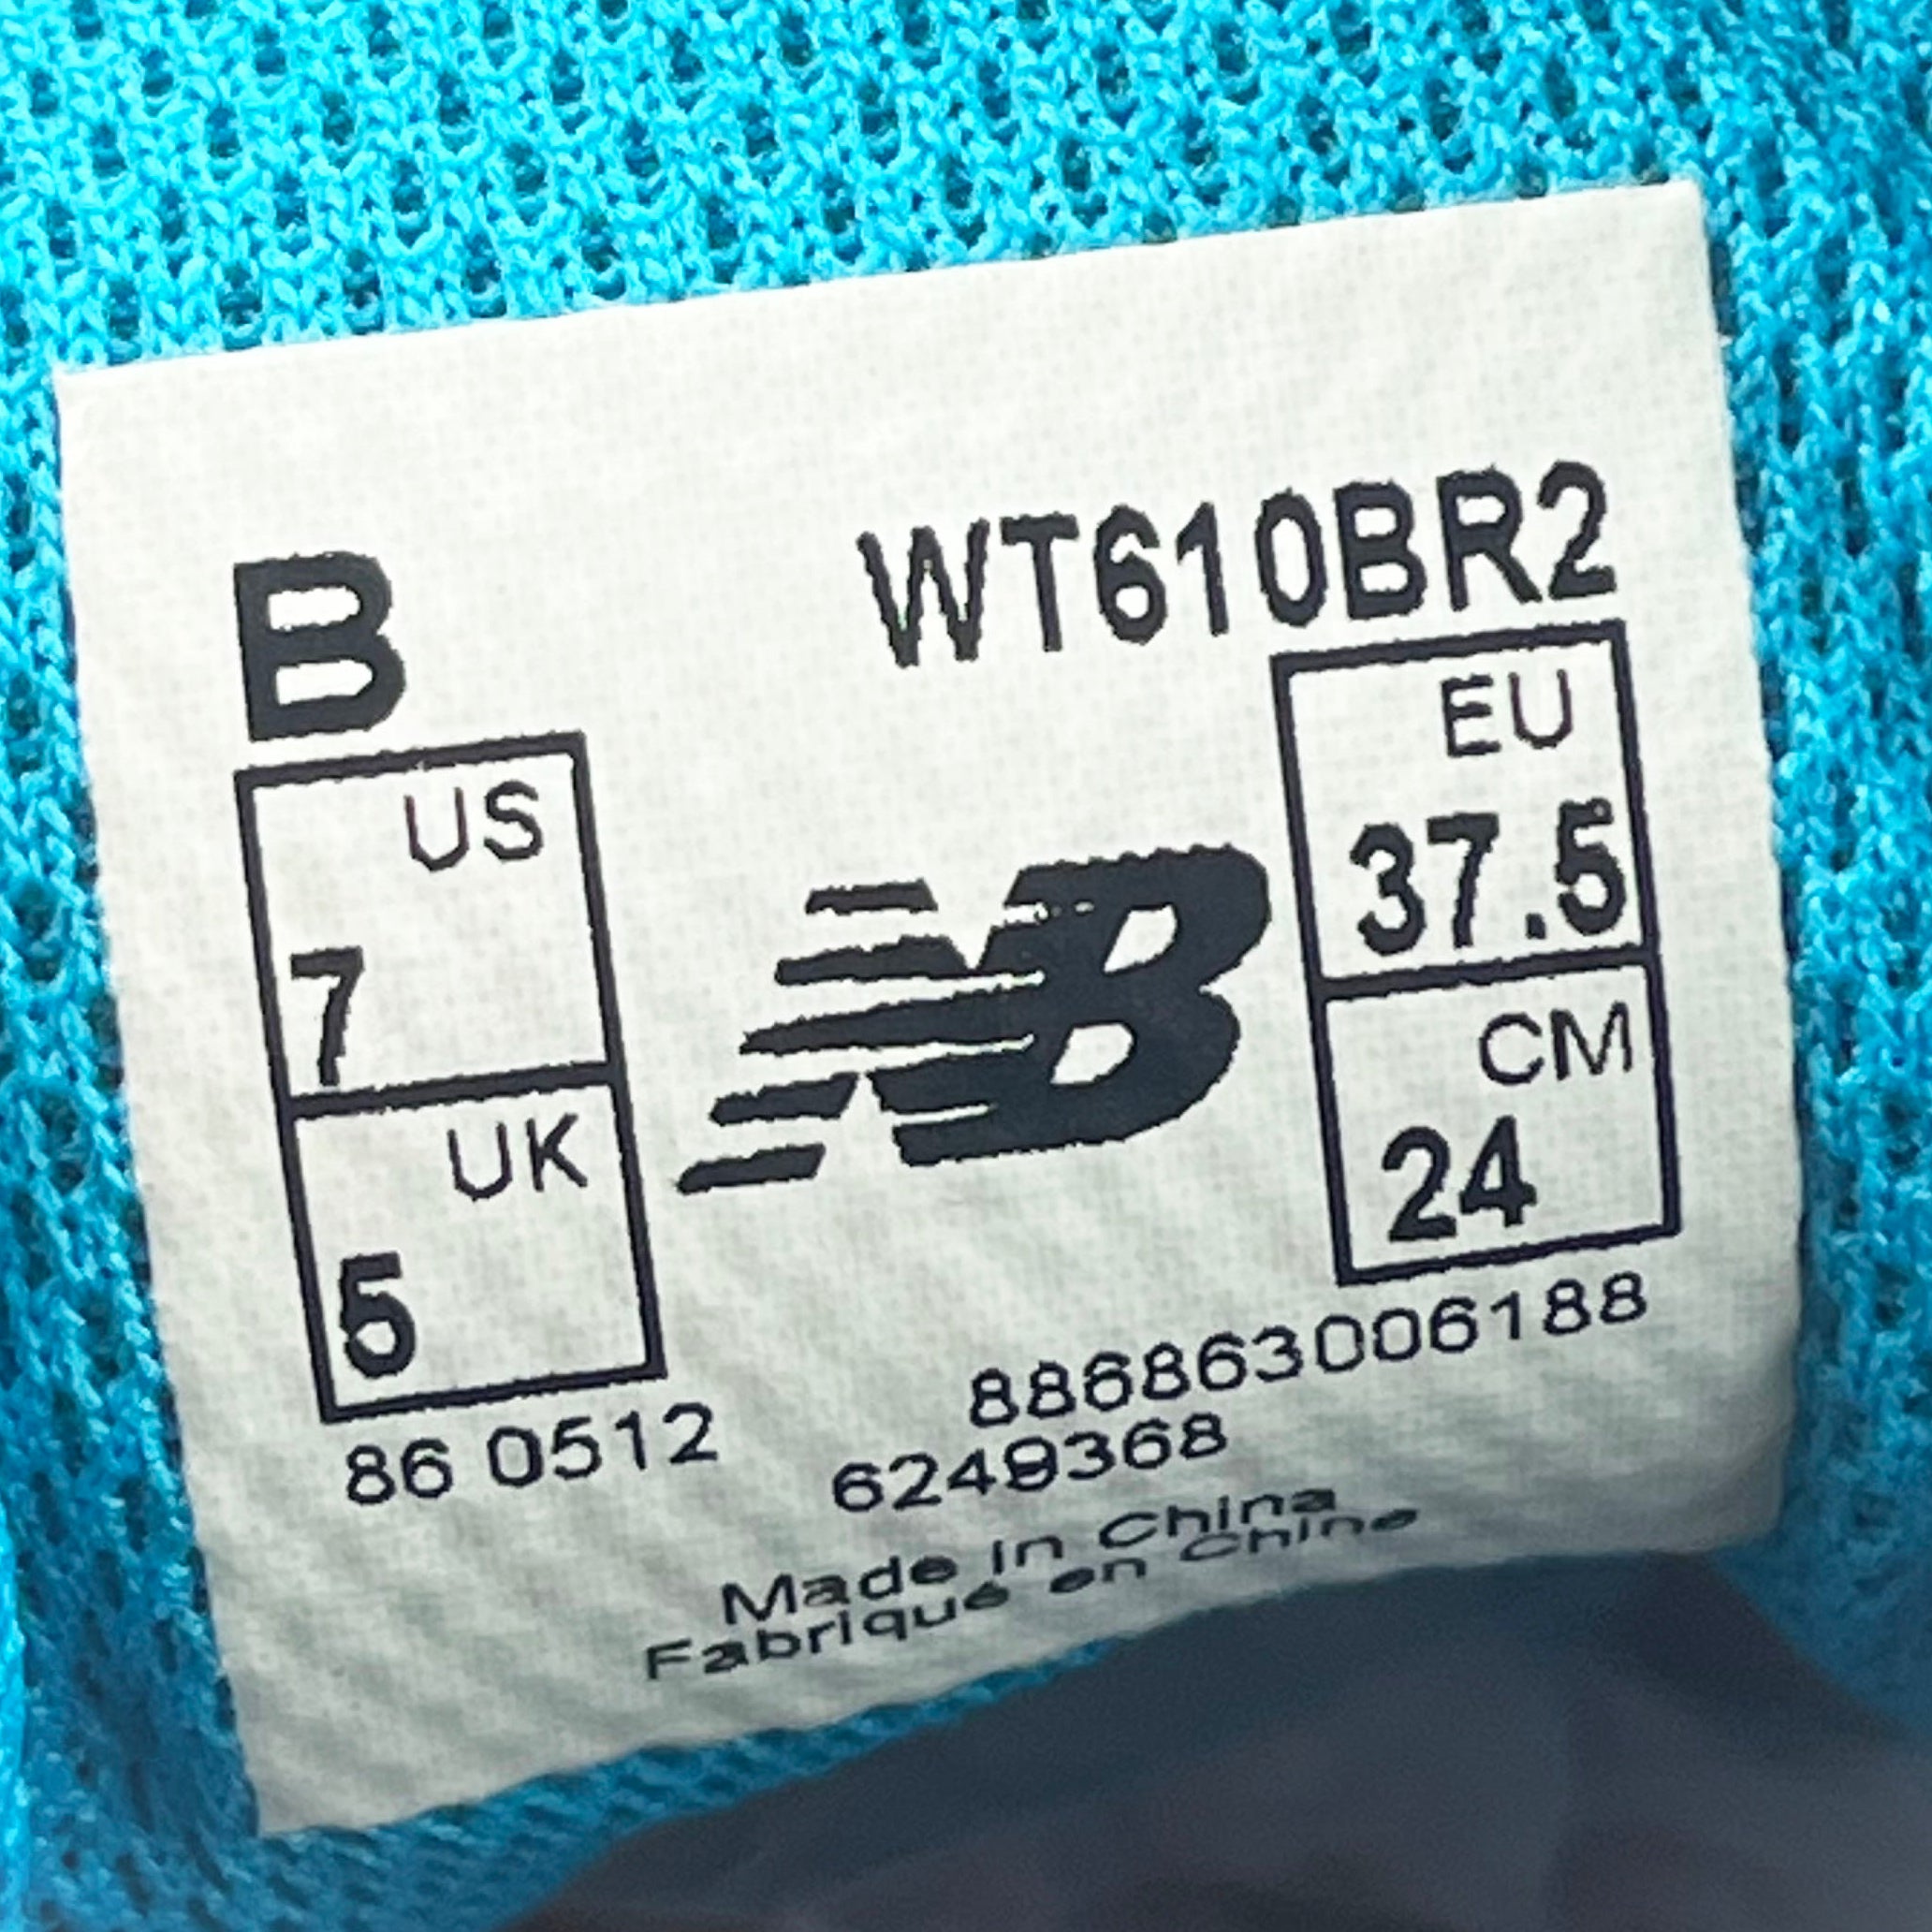 B
WT610BR2
US
7
UK
5
NB
EU
37.5
CM
24
86 0512
886863006188
6249368
Made in China
Fabriqué en Chine